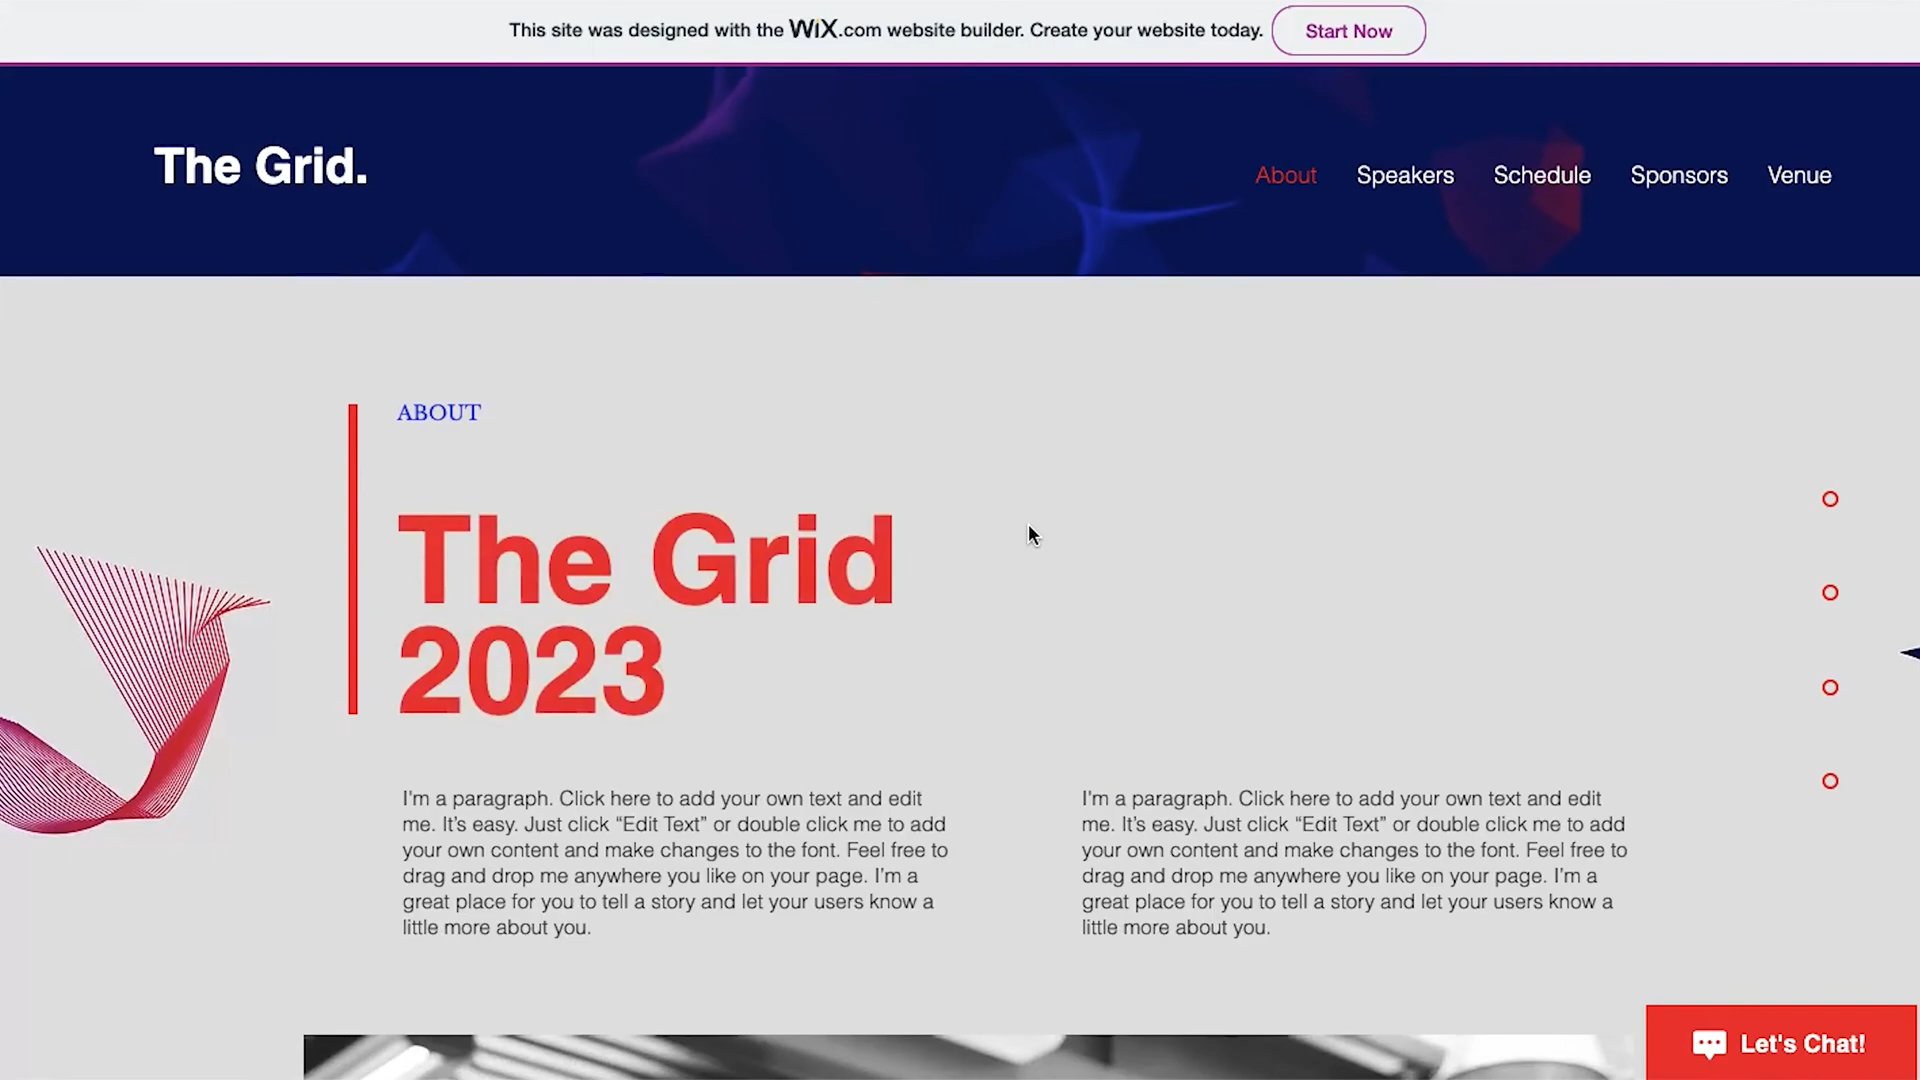 This site was designed with the WiX.com website builder. Create your website today. Start Now
The Grid.
About Speakers Schedule Sponsors Venue
ABOUT
The Grid
2023
I'm a paragraph. Click here to add your own text and edit
me. It’s easy. Just click “Edit Text” or double click me to add
your own content and make changes to the font. Feel free to
drag and drop me anywhere you like on your page. I’m a
great place for you to tell a story and let your users know a
little more about you.
I'm a paragraph. Click here to add your own text and edit
me. It’s easy. Just click “Edit Text” or double click me to add
your own content and make changes to the font. Feel free to
drag and drop me anywhere you like on your page. I’m a
great place for you to tell a story and let your users know a
little more about you.
Let's Chat!